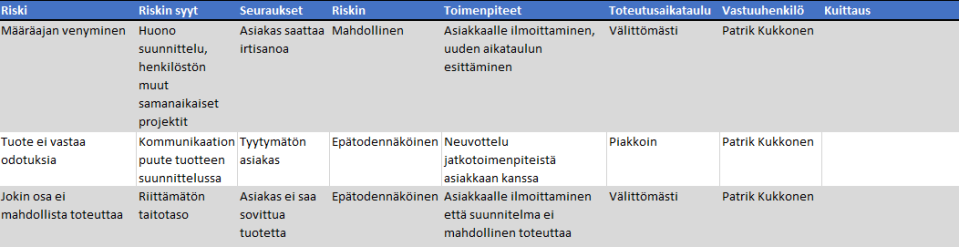 Riski Riskin syyt Seuraukset Riskin Toimenpiteet Toteutusaikataulu Vastuuhenkilö Kuittaus
Määräajan venyminen Huono Asiakas saattaa Mahdollinen Asiakkaalle ilmoittaminen, Välittömästi Patrik Kukkonen
suunnittelu, irtisanoa uuden aikataulun
henkilöstön esittäminen
muut
samanaikaiset
projektit
Tuote ei vastaa Kommunikaation Tyytymätön Epätodennäköinen Neuvottelu Piakkoin Patrik Kukkonen
odotuksia puute tuotteen asiakas jatkotoimenpiteistä
suunnittelussa asiakkaan kanssa
Jokin osa ei Riittämätön Asiakas ei saa Epätodennäköinen Asiakkaalle ilmoittaminen Välittömästi Patrik Kukkonen
mahdollista toteuttaa taitotaso sovittua että suunnitelma ei
tuotetta mahdollinen toteuttaa